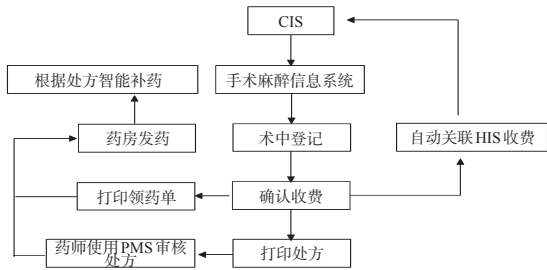 CIS
根据处方智能补药
手术麻醉信息系统
药房发药
术中登记
自动关联HIS收费
打印领药单
确认收费
药师使用PMS审核
处方
打印处方